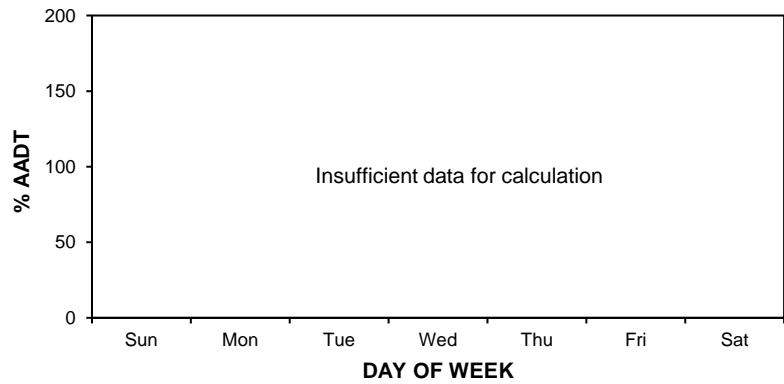 200
150
100
50
0
% AADT
Insufficient data for calculation
Sun Mon Tue Wed Thu Fri Sat
DAY OF WEEK